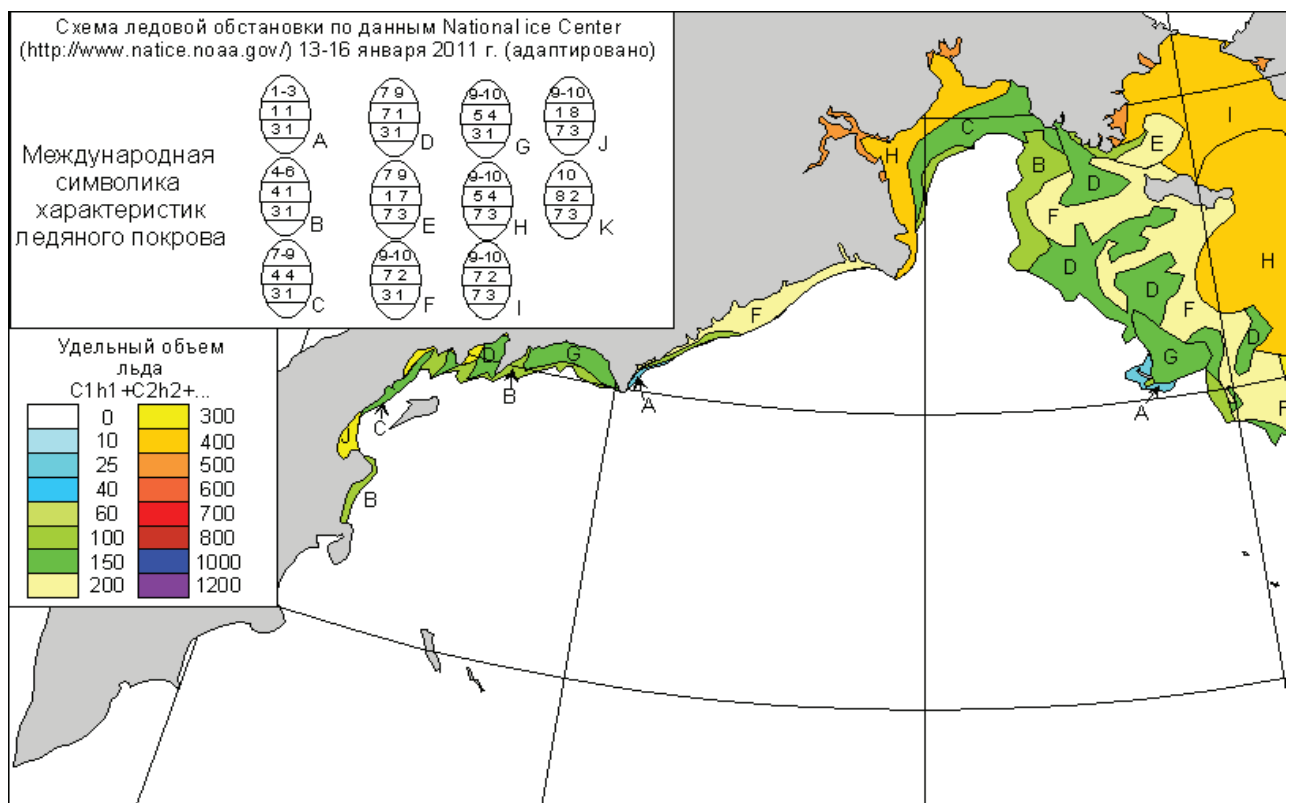 Схема ледовой обстановки по данным National ice Center
(http://www.natice.noaa.gov/) 13-16 января 2011 г. (адаптировано)
Международная
символика
характеристик
ледяного покрова
1-3
1 1
3 1
A
7 9
7 1
3 1
D
9-10
5 4
3 1
G
9-10
1 8
7 3
J
4-6
4 1
3 1
B
7 9
1 7
7 3
E
9-10
5 4
7 3
H
10
8 2
7 3
K
7-9
4 4
3 1
C
9-10
7 2
3 1
F
9-10
7 2
7 3
I
Удельный объем
льда
C1h1+C2h2+...
0
10
25
40
60
100
150
200
300
400
500
600
700
800
1000
1200
I
C
E
H
B
D
F
H
D
D
F
F
D
D
G
G
B
A
A
H
F
C
J
B